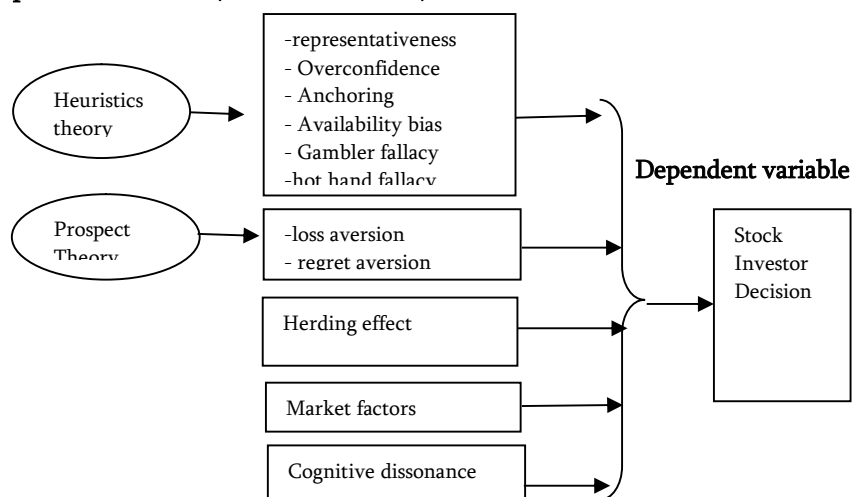 Heuristics
theory
-representativeness
- Overconfidence
- Anchoring
- Availability bias
- Gambler fallacy
-hot hand fallacy
Dependent variable
Prospect
Theory
-loss aversion
- regret aversion
Stock
Investor
Decision
Herding effect
Market factors
Cognitive dissonance